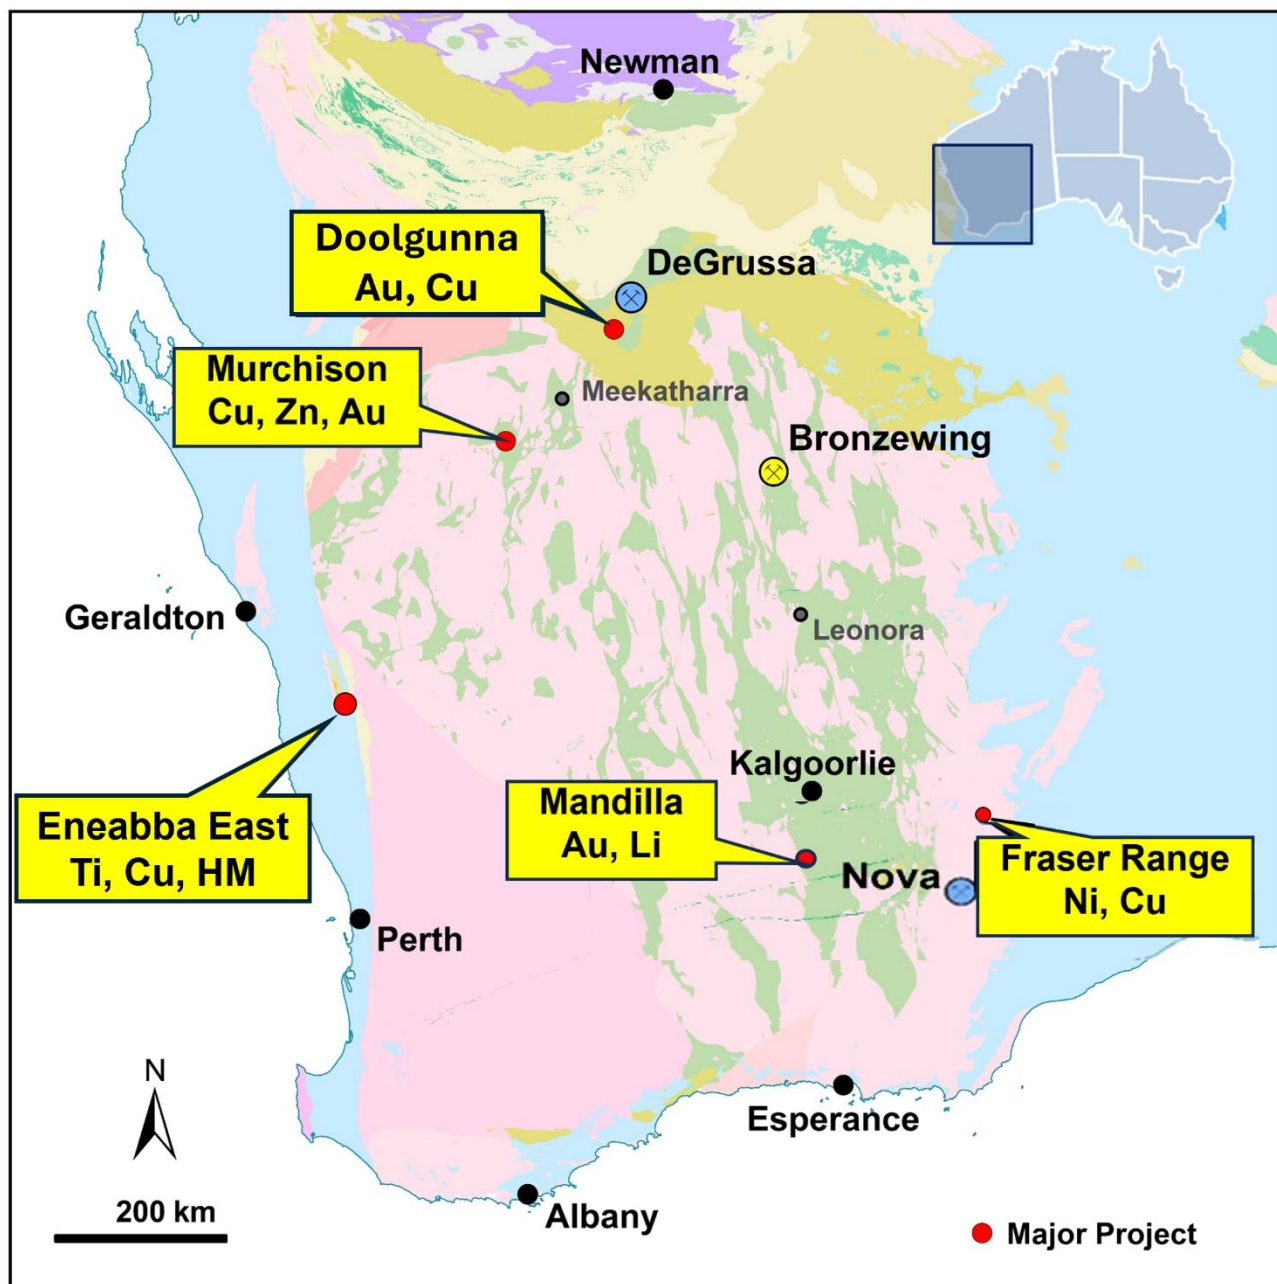 Newman
Doolgunna
Au, Cu
DeGrussa
Murchison
Cu, Zn, Au
Meekatharra
Bronzewing
Geraldton
Leonora
Kalgoorlie
Eneabba East
Ti, Cu, HM
Mandilla
Au, Li
Nova
Fraser Range
Ni, Cu
Perth
N
Esperance
200 km
Albany
Major Project